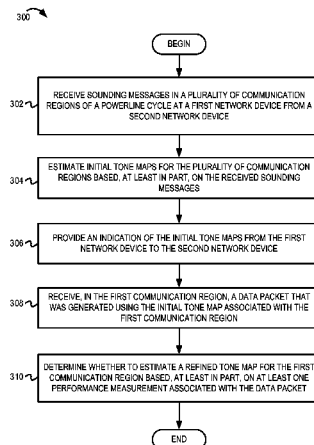 300
BEGIN
302
RECEIVE SOUNDING MESSAGES IN A PLURALITY OF COMMUNICATION
REGIONS OF A POWERLINE CYCLE AT A FIRST NETWORK DEVICE FROM A
SECOND NETWORK DEVICE
304
ESTIMATE INITIAL TONE MAPS FOR THE PLURALITY OF COMMUNICATION
REGIONS BASED, AT LEAST IN PART, ON THE RECEIVED SOUNDING
MESSAGES
306
PROVIDE AN INDICATION OF THE INITIAL TONE MAPS FROM THE FIRST
NETWORK DEVICE TO THE SECOND NETWORK DEVICE
308
RECEIVE, IN THE FIRST COMMUNICATION REGION, A DATA PACKET THAT
WAS GENERATED USING THE INITIAL TONE MAP ASSOCIATED WITH THE
FIRST COMMUNICATION REGION
310
DETERMINE WHETHER TO ESTIMATE A REFINED TONE MAP FOR THE FIRST
COMMUNICATION REGION BASED, AT LEAST IN PART, ON AT LEAST ONE
PERFORMANCE MEASUREMENT ASSOCIATED WITH THE DATA PACKET
END